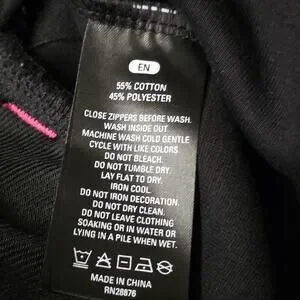 EN
55% COTTON
45% POLYESTER
CLOSE ZIPPERS BEFORE WASH.
WASH INSIDE OUT.
MACHINE WASH COLD GENTLE
CYCLE WITH LIKE COLORS
DO NOT BLEACH.
DO NOT TUMBLE DRY.
LAY FLAT TO DRY.
IRON COOL.
DO NOT IRON DECORATION.
DO NOT DRY CLEAN.
DO NOT LEAVE CLOTHING
SOAKING OR IN WATER OR
LYING IN A PILE WHEN WET.
MADE IN CHINA
RN28876